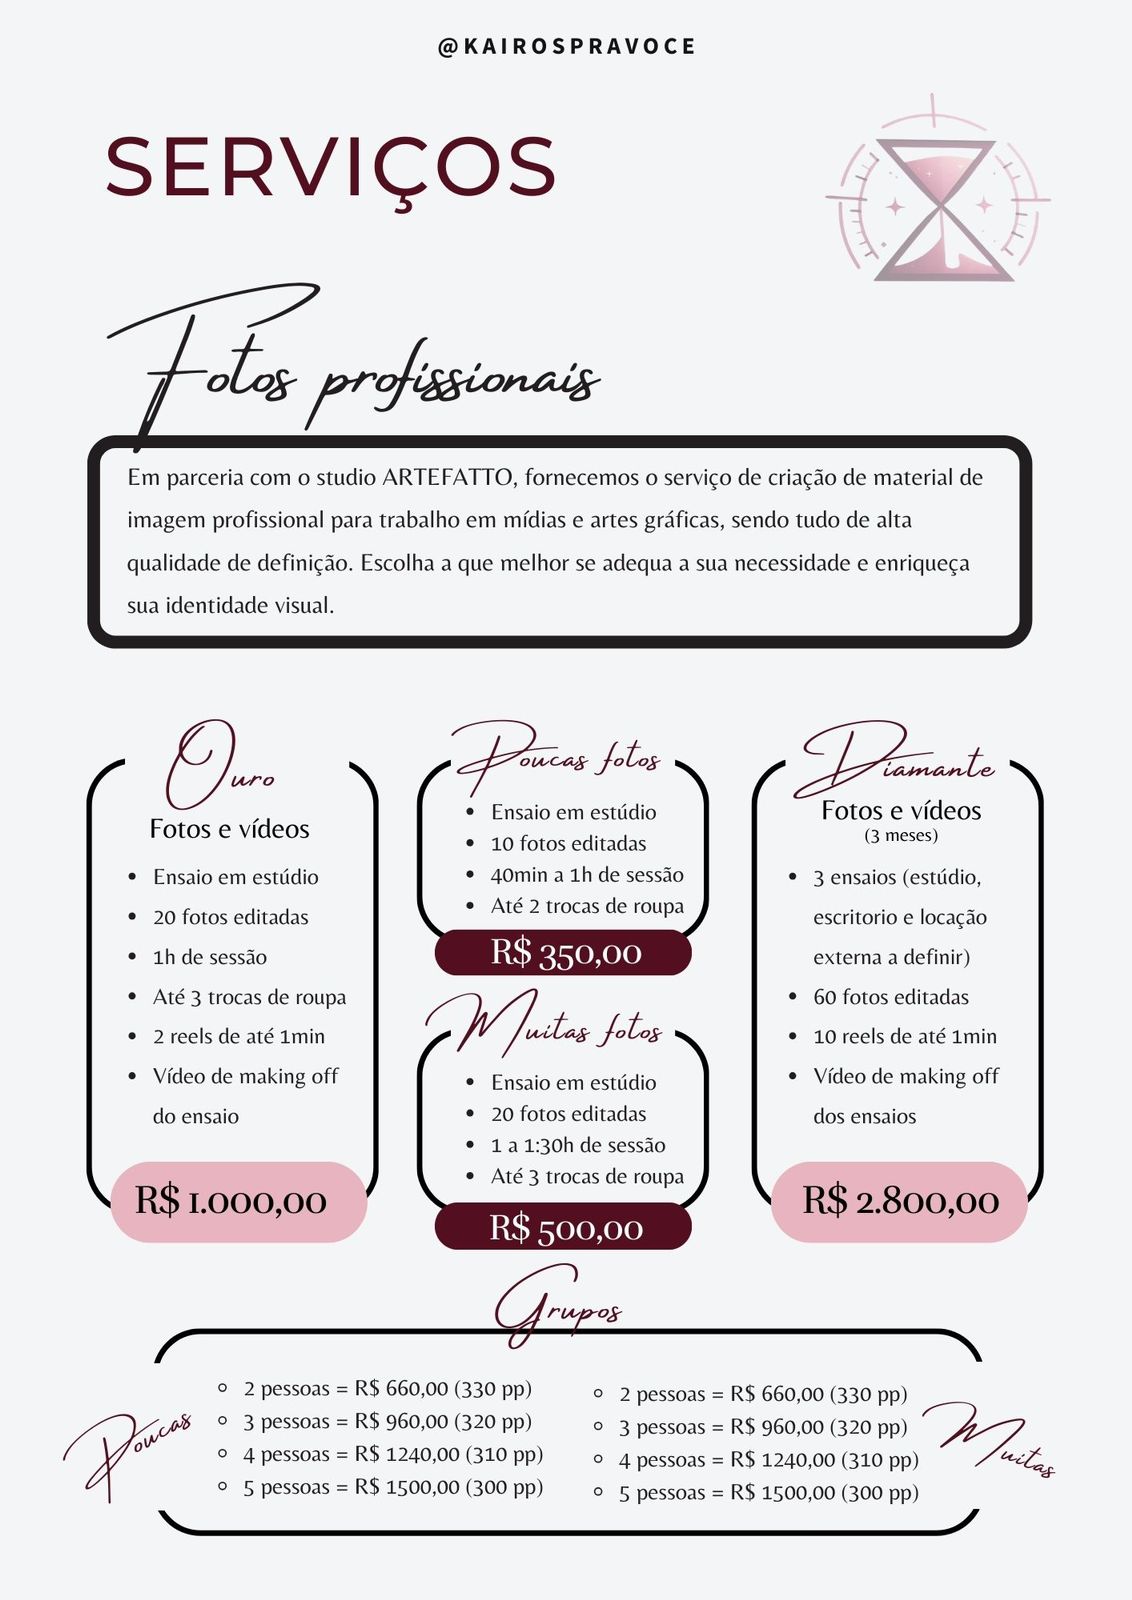 @KAIROSPRAVOCE
SERVIÇOS
Fotos profissionais
Em parceria com o studio ARTEFATTO, fornecemos o serviço de criação de material de
imagem profissional para trabalho em mídias e artes gráficas, sendo tudo de alta
qualidade de definição. Escolha a que melhor se adequa a sua necessidade e enriqueça
sua identidade visual.
Ouro
Fotos e vídeos
• Ensaio em estúdio
• 20 fotos editadas
• 1h de sessão
• Até 3 trocas de roupa
• 2 reels de até 1min
• Vídeo de making off
do ensaio
R$ 1.000,00
Poucas fotos
• Ensaio em estúdio
• 10 fotos editadas
• 40min a 1h de sessão
• Até 2 trocas de roupa
R$ 350,00
Muitas fotos
• Ensaio em estúdio
• 20 fotos editadas
• 1 a 1:30h de sessão
• Até 3 trocas de roupa
R$ 500,00
Diamante
Fotos e vídeos
(3 meses)
• 3 ensaios (estúdio,
escritorio e locação
externa a definir)
• 60 fotos editadas
• 10 reels de até 1min
• Vídeo de making off
dos ensaios
R$ 2.800,00
Grupos
Poucas
2 pessoas = R$ 660,00 (330 pp)
3 pessoas = R$ 960,00 (320 pp)
4 pessoas = R$ 1240,00 (310 pp)
5 pessoas = R$ 1500,00 (300 pp)
Muitas
2 pessoas = R$ 660,00 (330 pp)
3 pessoas = R$ 960,00 (320 pp)
4 pessoas = R$ 1240,00 (310 pp)
5 pessoas = R$ 1500,00 (300 pp)